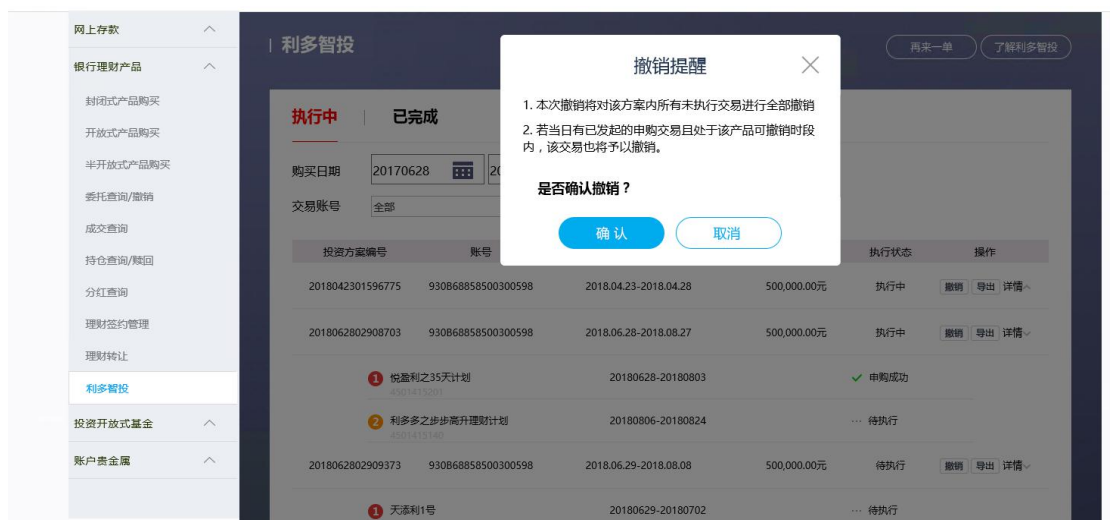 网上存款
银行理财产品
封闭式产品购买
开放式产品购买
半开放式产品购买
委托查询/撤销
成交查询
持仓查询/赎回
分红查询
理财签约管理
理财转让
利多智投
投资开放式基金
账户贵金属
利多智投
再来一单
了解利多智投
执行中
已完成
购买日期 20170628 20
交易账号 全部
撤销提醒
1. 本次撤销将对该方案内所有未执行交易进行全部撤销
2. 若当日有已发起的申购交易且处于该产品可撤销时段
内，该交易也将予以撤销。
是否确认撤销？
确 认 取消
投资方案编号 账号 执行状态 操作
2018042301596775 930B68858500300598 2018.04.23-2018.04.28 500,000.00元 执行中 撤销 导出 详情
2018062802908703 930B68858500300598 2018.06.28-2018.08.27 500,000.00元 执行中 撤销 导出 详情
1 悦盈利之35天计划 20180628-20180803 申购成功
4501415201
2 利多多之步步高升理财计划 20180806-20180824 ··· 待执行
4501415140
2018062802909373 930B68858500300598 2018.06.29-2018.08.08 500,000.00元 待执行 撤销 导出 详情
1 天添利1号 20180629-20180702 ··· 待执行